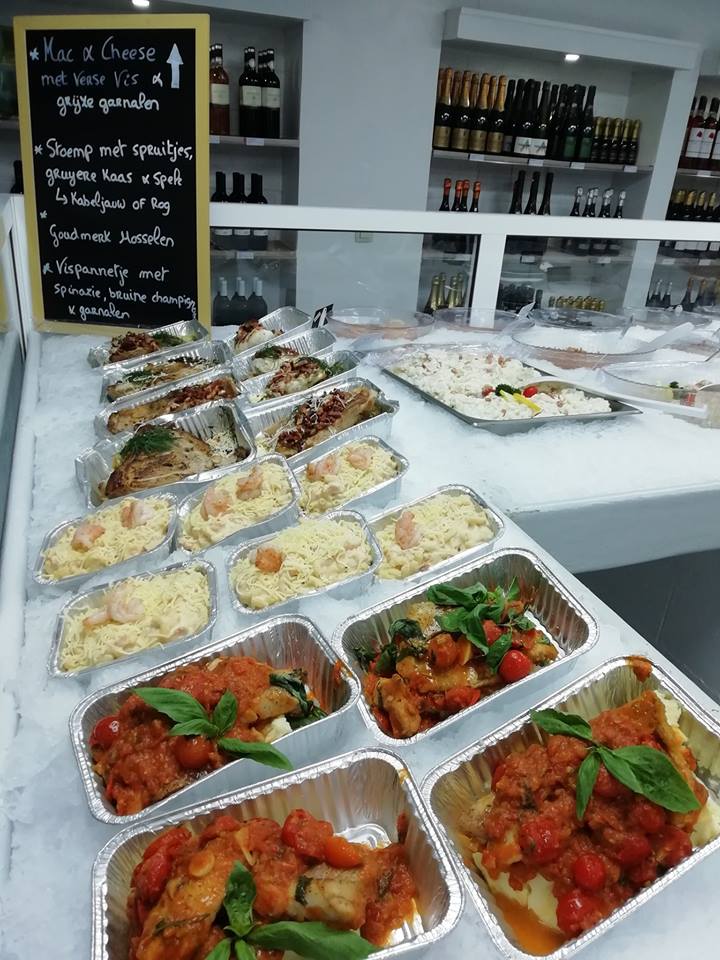 * Mac & Cheese ↑
met verse vis &
grijze garnalen
* Stoemp met spruitjes,
gruyere kaas & spek
↳ Kabeljauw of Rog
* Goudmerk Mosselen
* Vispannetje met
spinazie, bruine champig
& garnalen